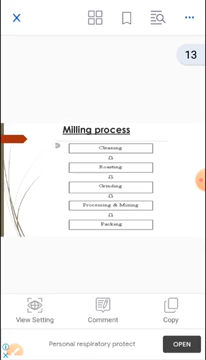 13
Milling process
Cleaning
Roasting
Grinding
Processing & Mixing
Packing
View Setting
Comment
Copy
Personal respiratory protect
OPEN